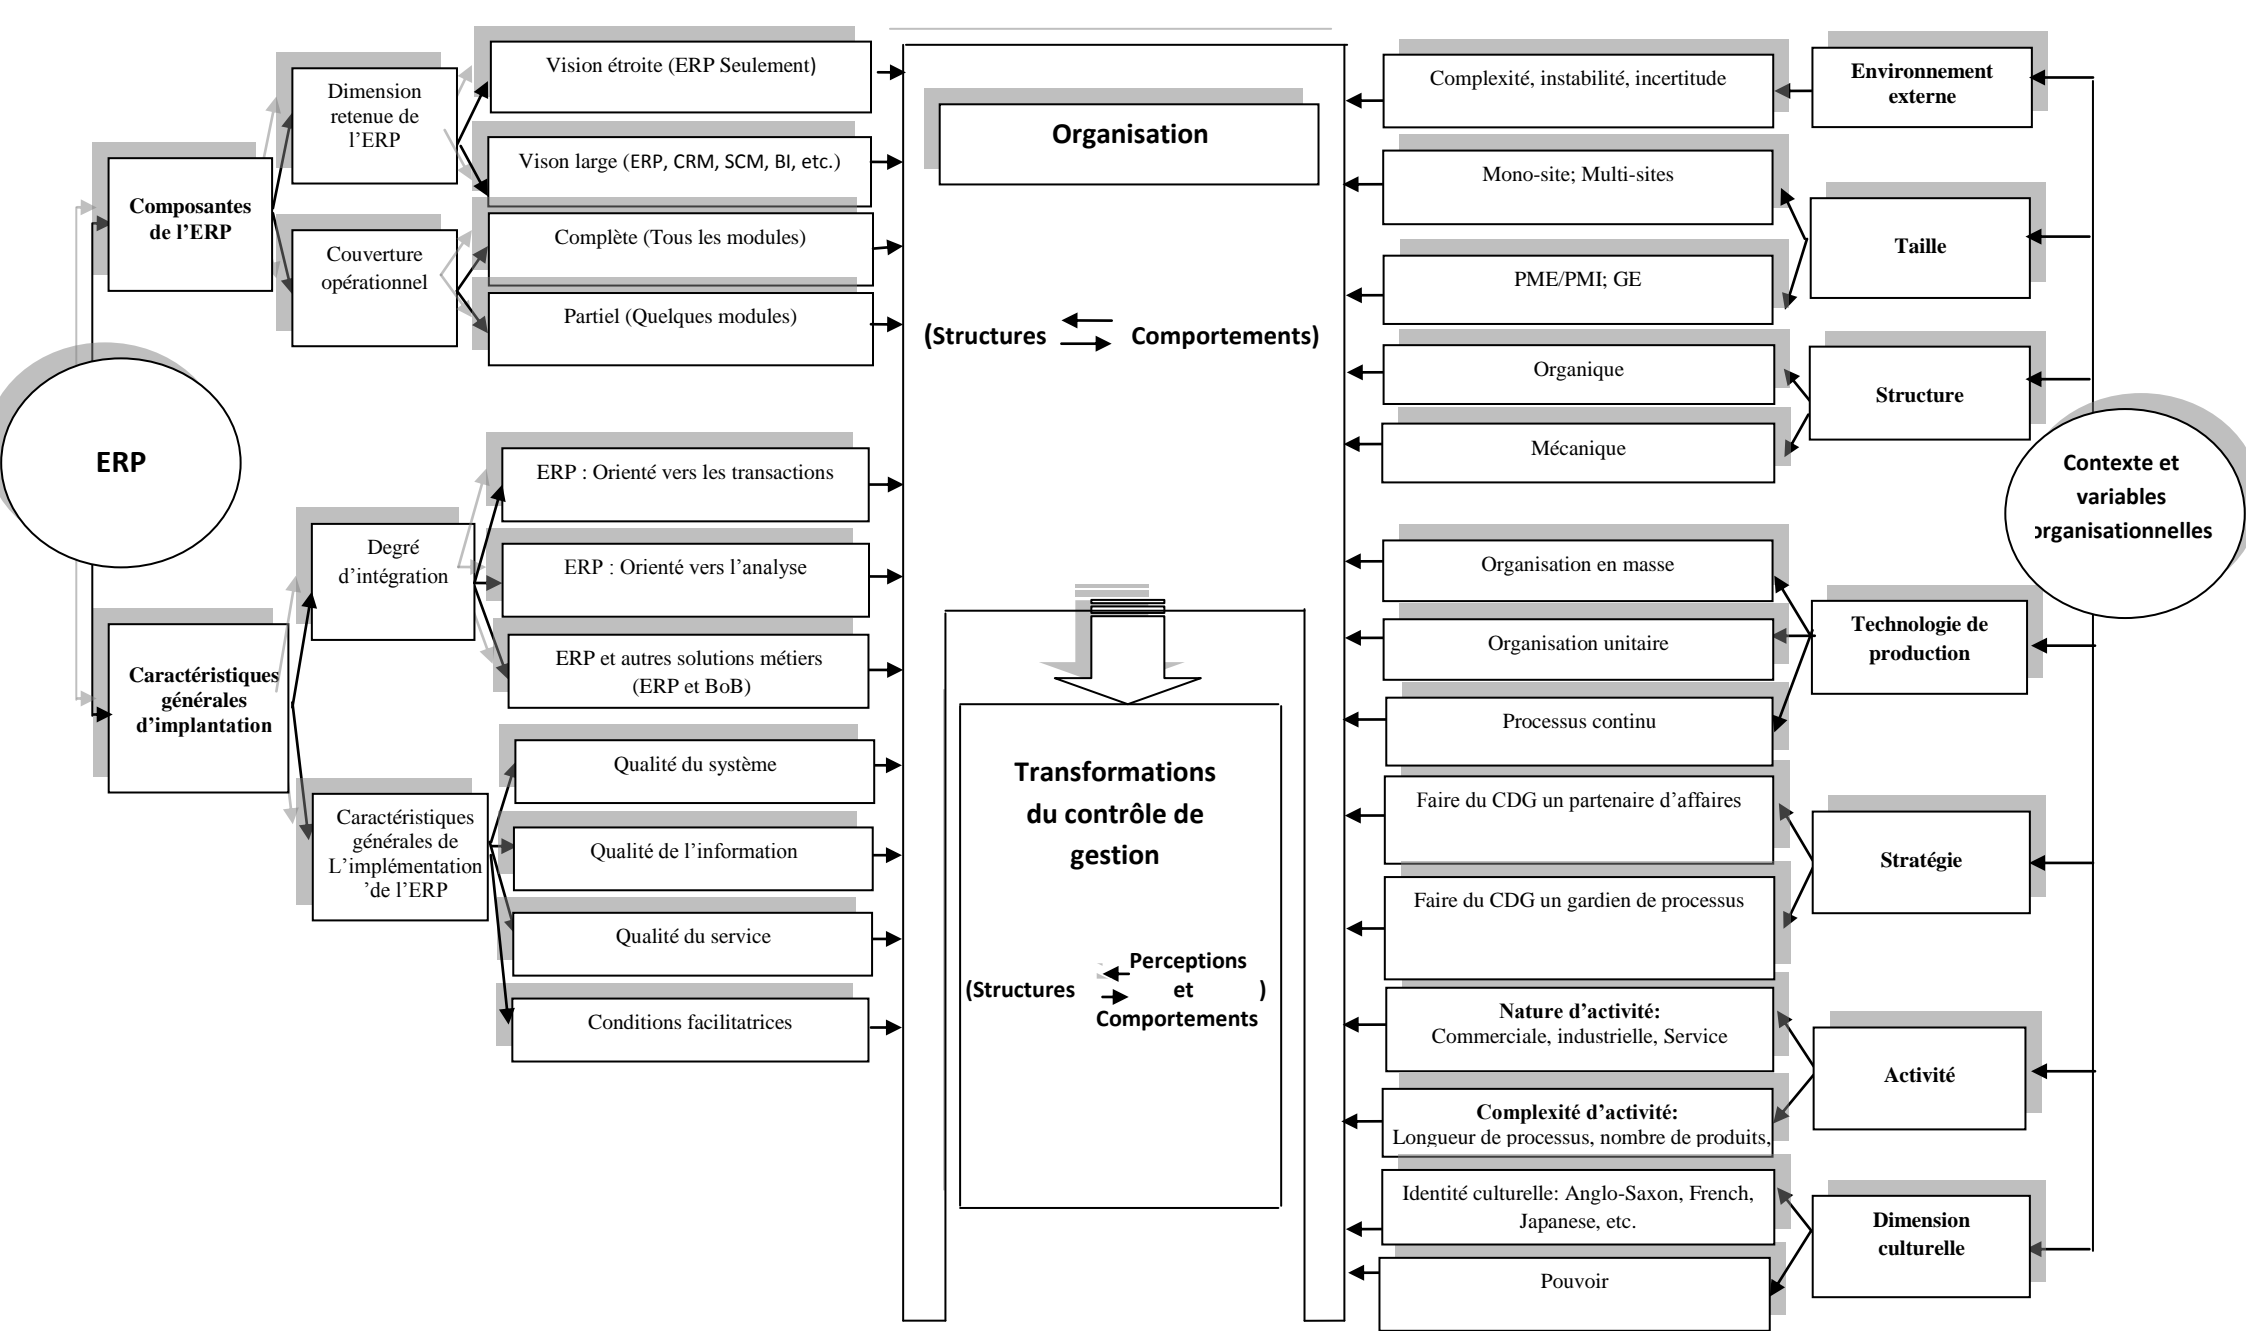 Vision étroite (ERP Seulement)
Dimension
retenue de
l’ERP
Vison large (ERP, CRM, SCM, BI, etc.)
Composantes
de l’ERP
Complète (Tous les modules)
Couverture
opérationnel
Partiel (Quelques modules)
ERP
ERP : Orienté vers les transactions
Degré
d’intégration
ERP : Orienté vers l’analyse
ERP et autres solutions métiers
(ERP et BoB)
Caractéristiques
générales
d’implantation
Qualité du système
Caractéristiques
générales de
L’implémentation
’de l’ERP
Qualité de l’information
Qualité du service
Conditions facilitatrices
Organisation
(Structures Comportements)
Transformations
du contrôle de
gestion
Perceptions
(Structures et )
Comportements
Complexité, instabilité, incertitude
Environnement
externe
Mono-site; Multi-sites
Taille
PME/PMI; GE
Organique
Structure
Mécanique
Contexte et
variables
organisationnelles
Organisation en masse
Organisation unitaire
Technologie de
production
Processus continu
Faire du CDG un partenaire d’affaires
Stratégie
Faire du CDG un gardien de processus
Nature d’activité:
Commerciale, industrielle, Service
Activité
Complexité d’activité:
Longueur de processus, nombre de produits,
Identité culturelle: Anglo-Saxon, French,
Japanese, etc.
Dimension
culturelle
Pouvoir